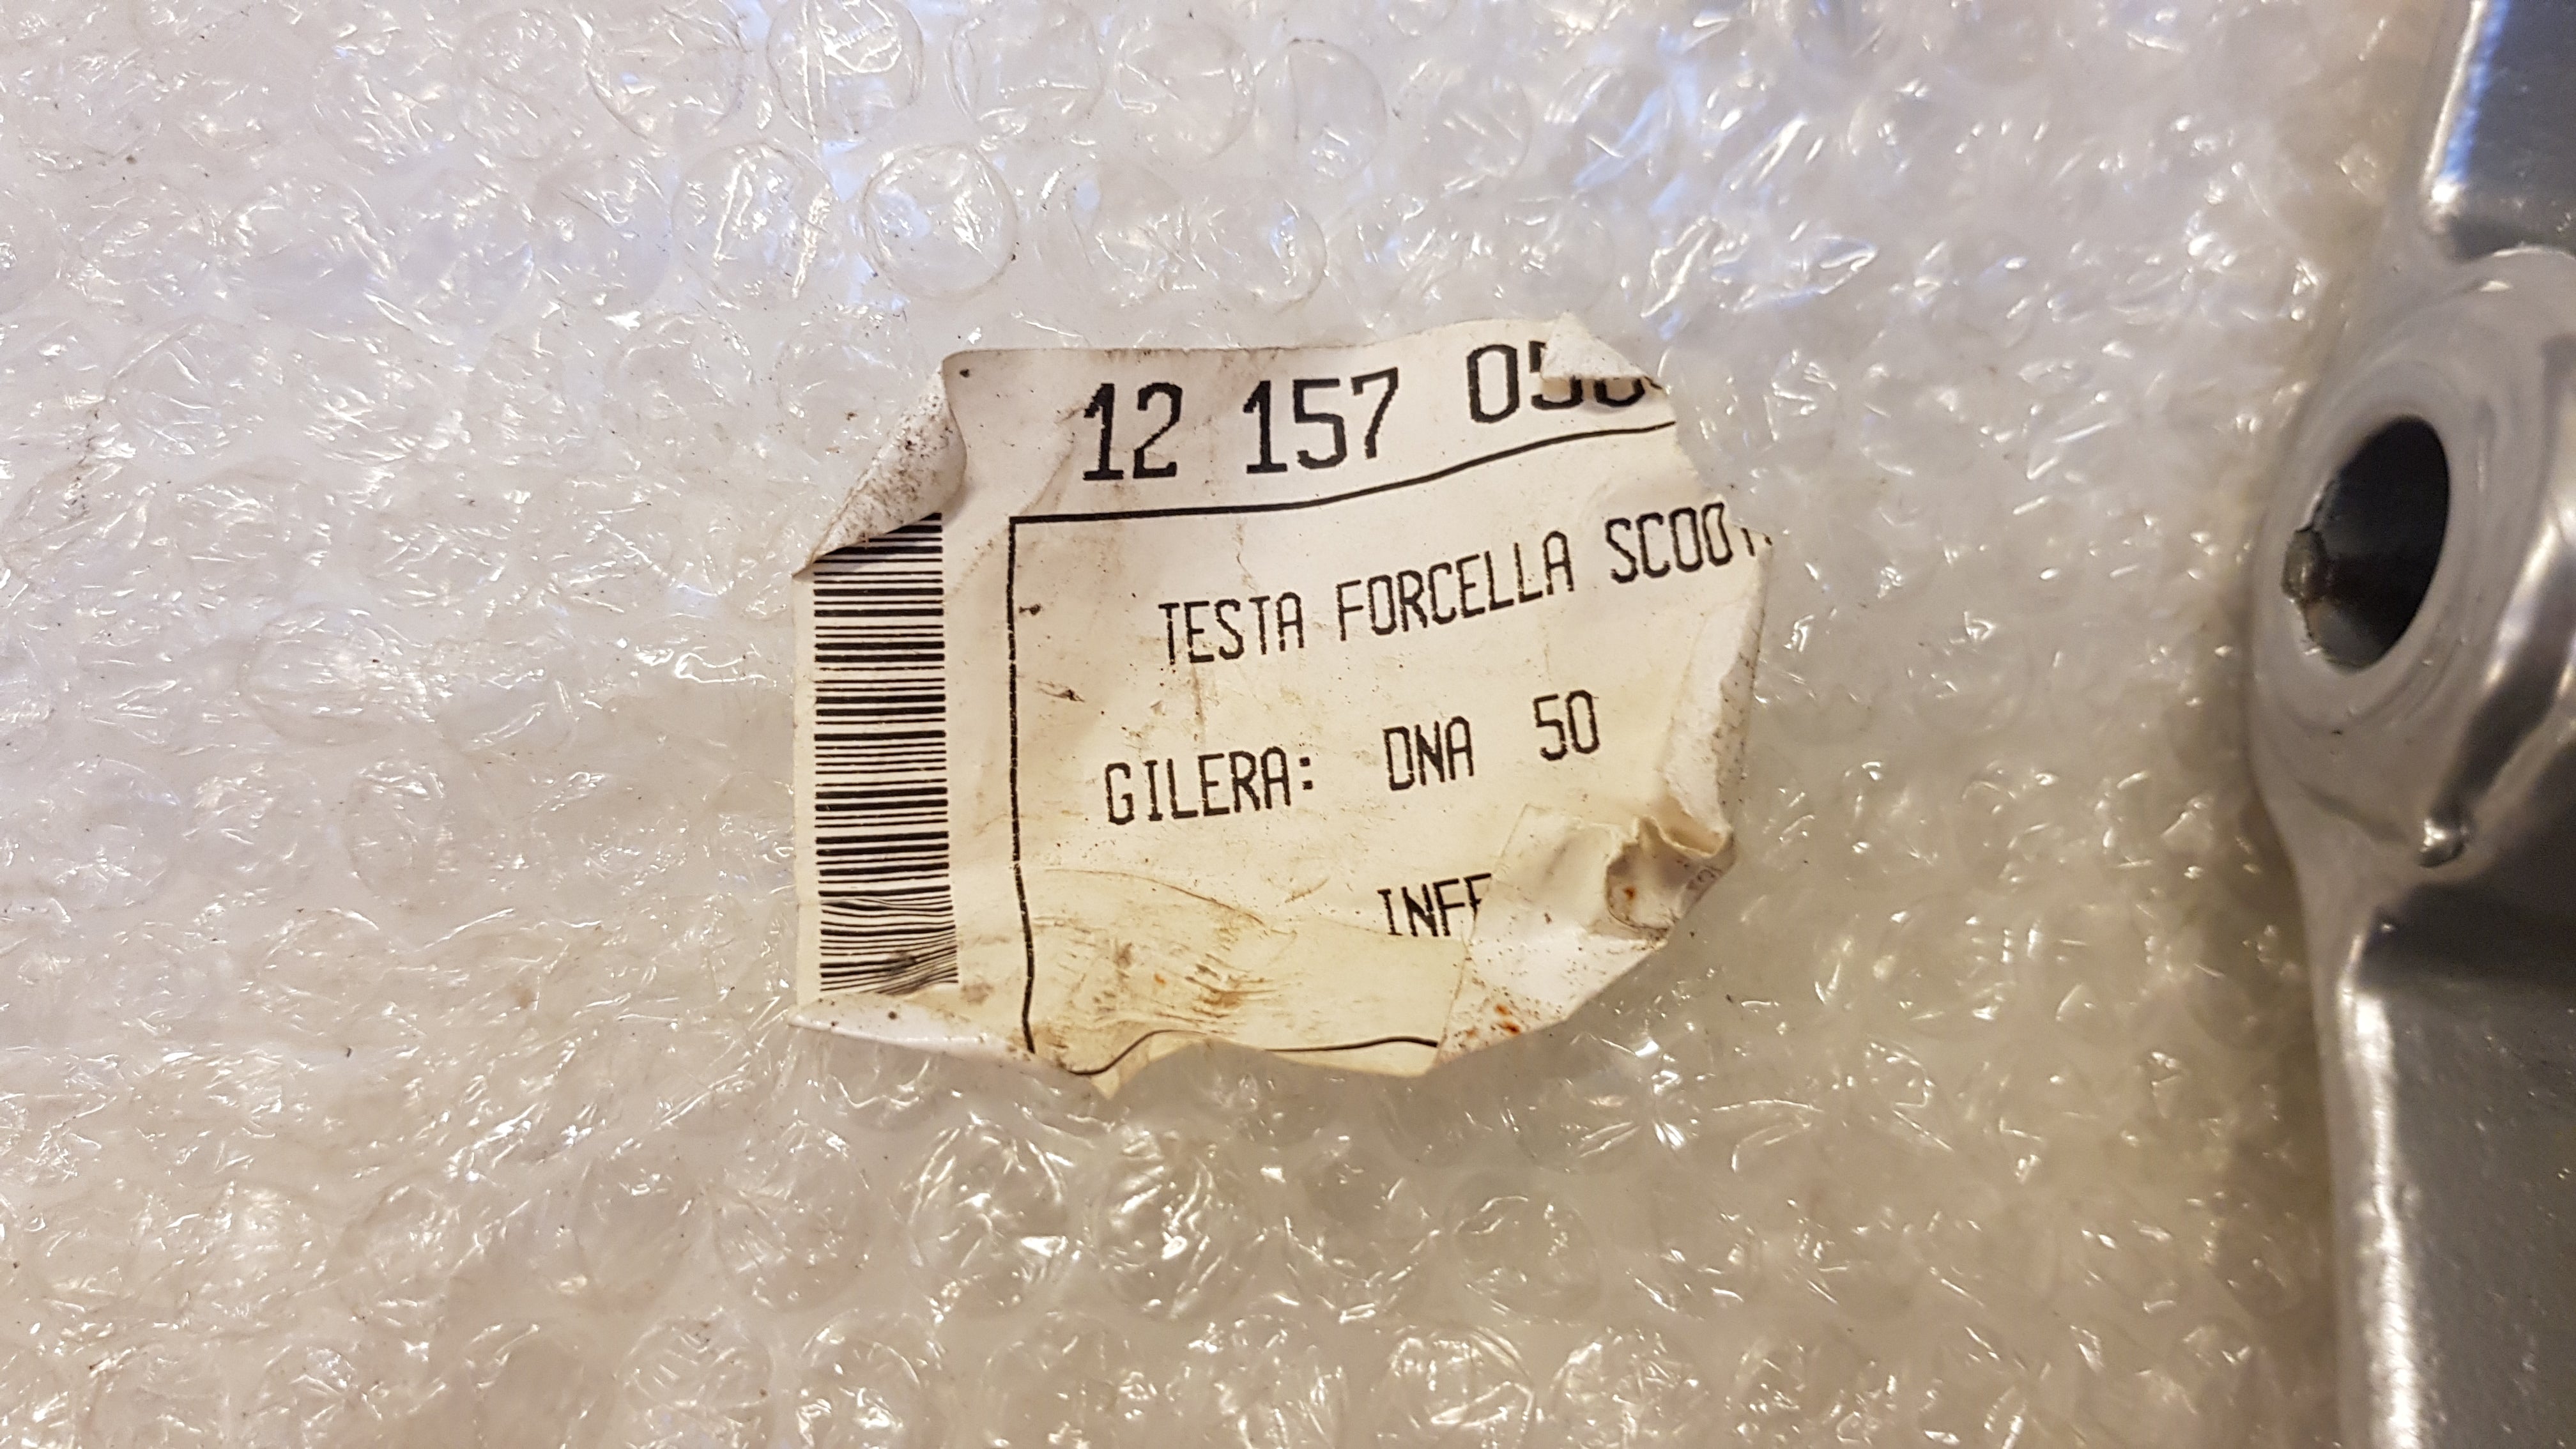 12 157
TESTA FORCELLA
GILERA: DNA 50